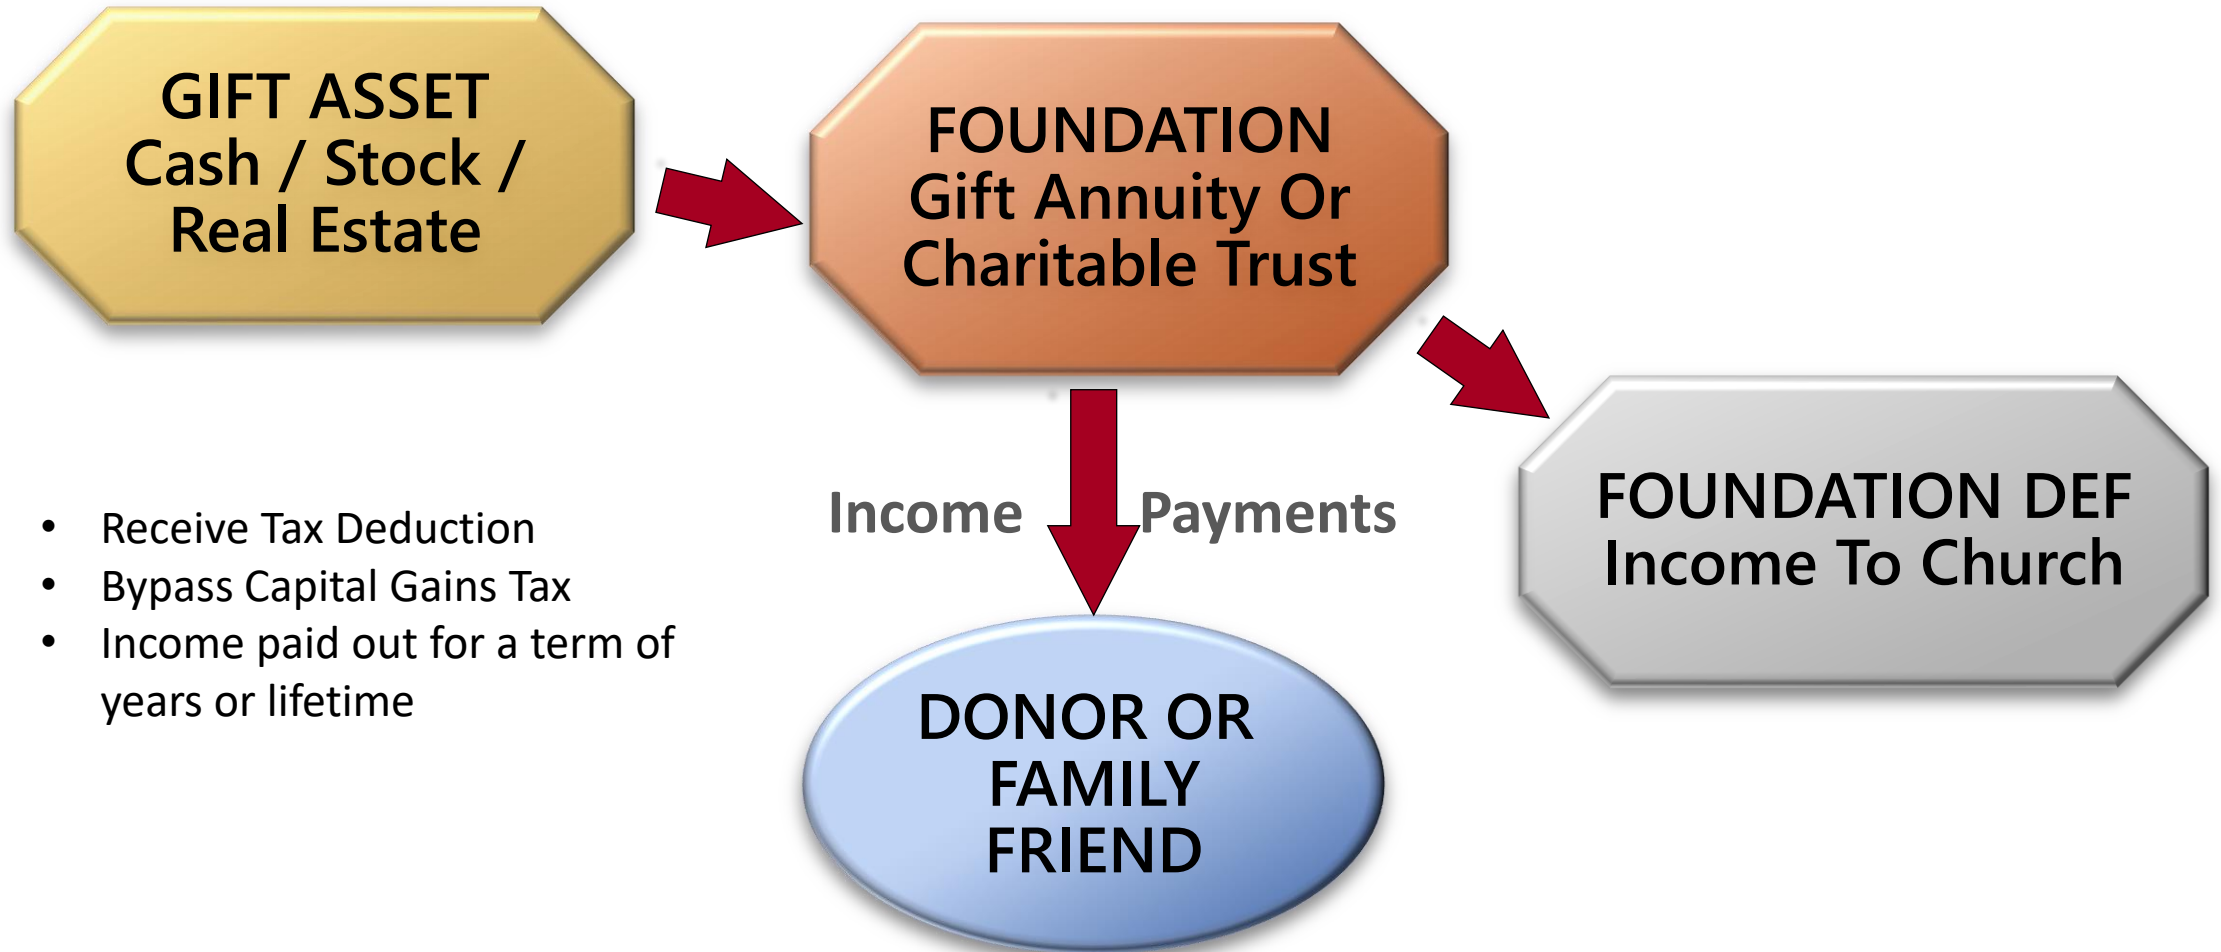 GIFT ASSET
Cash / Stock /
Real Estate
FOUNDATION
Gift Annuity Or
Charitable Trust
Income Payments
FOUNDATION DEF
Income To Church
• Receive Tax Deduction
• Bypass Capital Gains Tax
• Income paid out for a term of
years or lifetime
DONOR OR
FAMILY
FRIEND